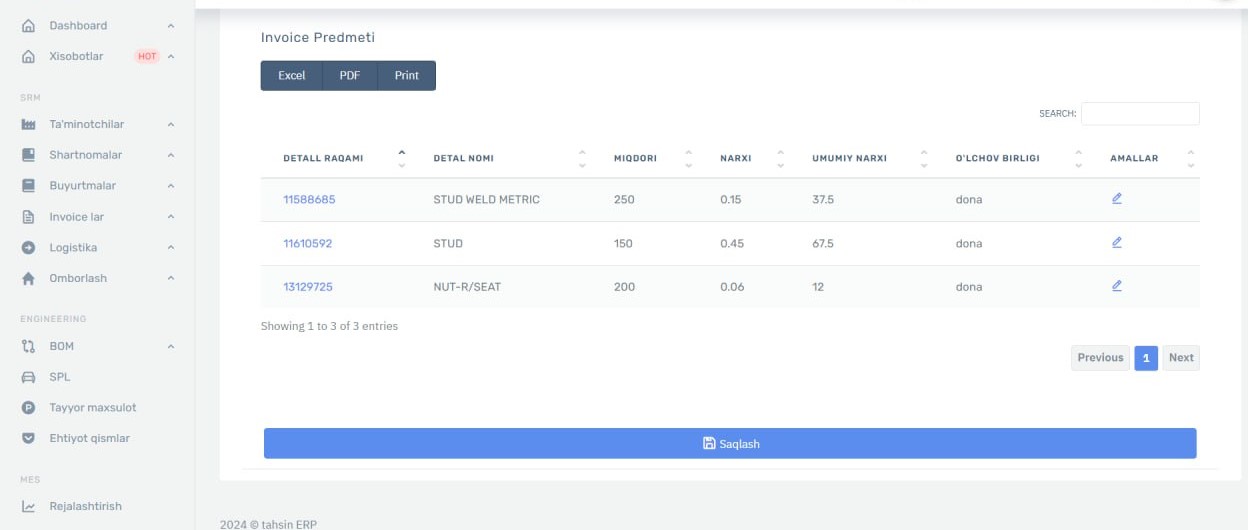 Dashboard
Xisobotlar HOT
SRM
Ta'minotchilar
Shartnomalar
Buyurtmalar
Invoice lar
Logistika
Omborlash
ENGINEERING
BOM
SPL
Tayyor maxsulot
Ehtiyot qismlar
MES
Rejalashtirish
Invoice Predmeti
Excel PDF Print
SEARCH:
DETALL RAQAMI DETAL NOMI MIQDORI NARXI UMUMIY NARXI O'LCHOV BIRLIGI AMALLAR
11588685 STUD WELD METRIC 250 0.15 37.5 dona
11610592 STUD 150 0.45 67.5 dona
13129725 NUT-R/SEAT 200 0.06 12 dona
Showing 1 to 3 of 3 entries
Previous 1 Next
Saqlash
2024 © tahsin ERP